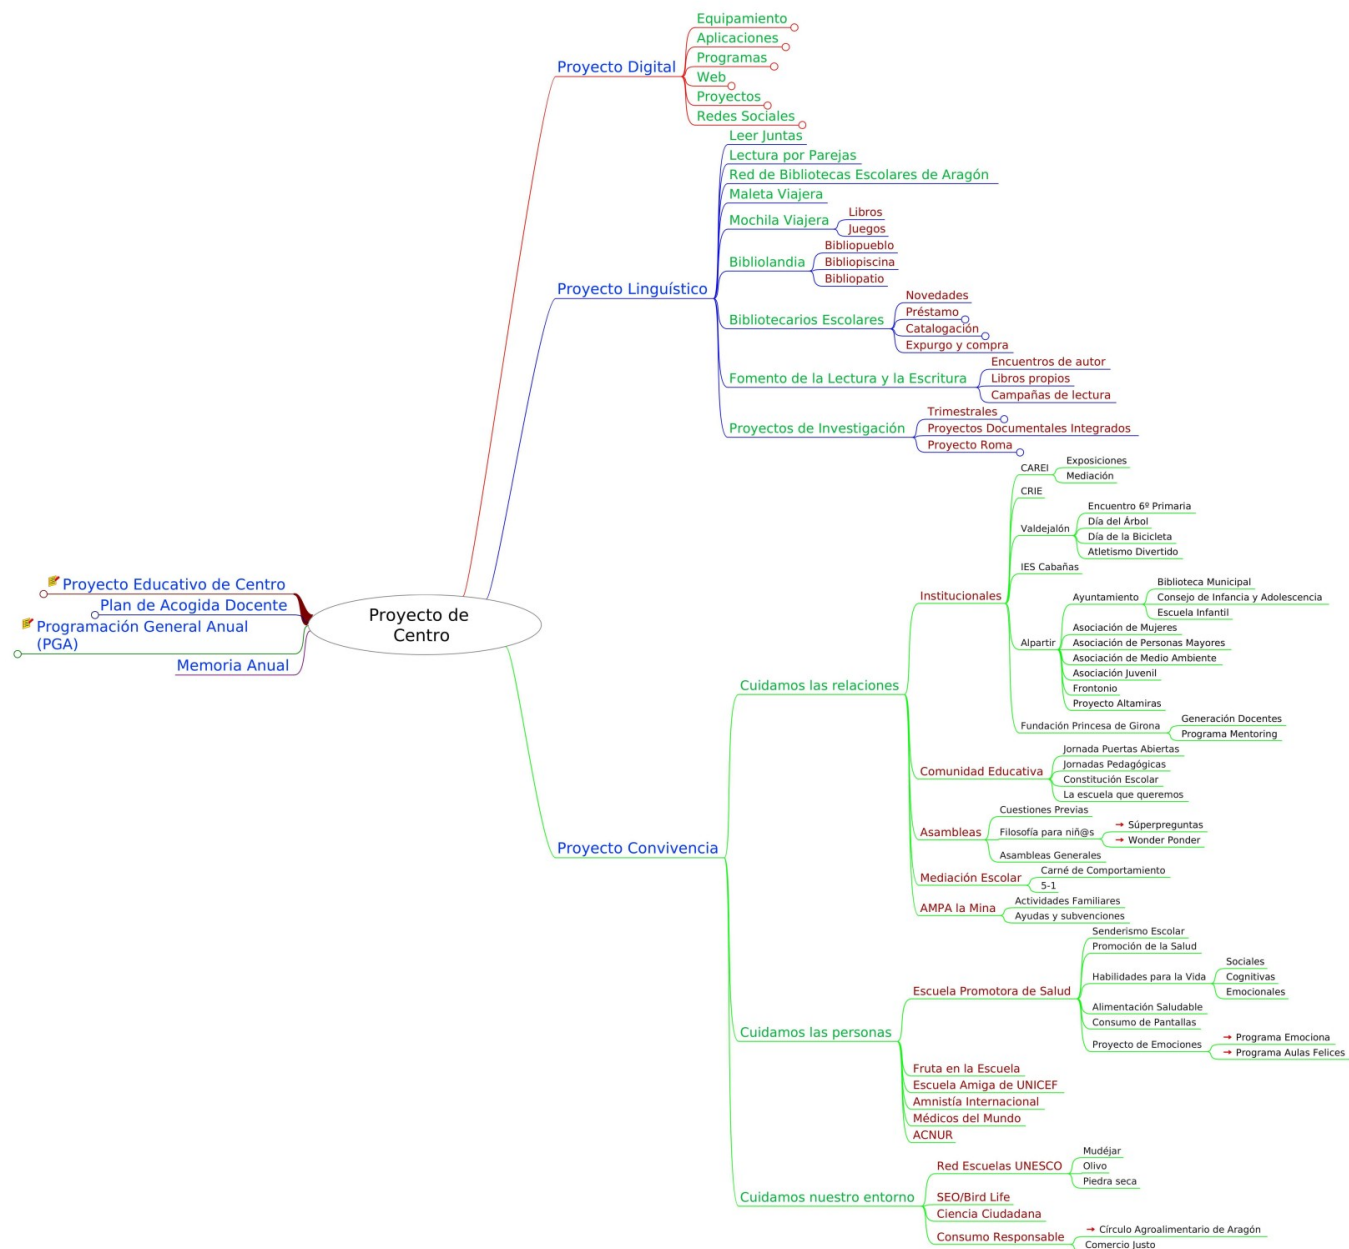 Equipamiento
Aplicaciones
Programas
Proyecto Digital
Web
Proyectos
Redes Sociales
Leer Juntas
Lectura por Parejas
Red de Bibliotecas Escolares de Aragón
Maleta Viajera
Mochila Viajera
Libros
Juegos
Bibliolandia
Bibliopueblo
Bibliopiscina
Bibliopatio
Proyecto Linguístico
Bibliotecarios Escolares
Novedades
Préstamo
Catalogación
Expurgo y compra
Fomento de la Lectura y la Escritura
Encuentros de autor
Libros propios
Campañas de lectura
Proyectos de Investigación
Trimestrales
Proyectos Documentales Integrados
Proyecto Roma
Proyecto Educativo de Centro
Plan de Acogida Docente
Programación General Anual
(PGA)
Memoria Anual
Proyecto de
Centro
Proyecto Convivencia
Cuidamos las relaciones
Institucionales
CAREI
Exposiciones
Mediación
CRIE
Valdejalón
Encuentro 6º Primaria
Día del Árbol
Día de la Bicicleta
Atletismo Divertido
IES Cabañas
Alpartir
Ayuntamiento
Biblioteca Municipal
Consejo de Infancia y Adolescencia
Escuela Infantil
Asociación de Mujeres
Asociación de Personas Mayores
Asociación de Medio Ambiente
Asociación Juvenil
Frontonio
Proyecto Altamiras
Fundación Princesa de Girona
Generación Docentes
Programa Mentoring
Comunidad Educativa
Jornada Puertas Abiertas
Jornadas Pedagógicas
Constitución Escolar
La escuela que queremos
Asambleas
Cuestiones Previas
Filosofía para niñ@s
→ Súperpreguntas
→ Wonder Ponder
Asambleas Generales
Mediación Escolar
Carné de Comportamiento
5-1
AMPA la Mina
Actividades Familiares
Ayudas y subvenciones
Cuidamos las personas
Escuela Promotora de Salud
Senderismo Escolar
Promoción de la Salud
Habilidades para la Vida
Sociales
Cognitivas
Emocionales
Alimentación Saludable
Consumo de Pantallas
Proyecto de Emociones
→ Programa Emociona
→ Programa Aulas Felices
Fruta en la Escuela
Escuela Amiga de UNICEF
Amnistía Internacional
Médicos del Mundo
ACNUR
Cuidamos nuestro entorno
Red Escuelas UNESCO
Mudéjar
Olivo
Piedra seca
SEO/Bird Life
Ciencia Ciudadana
Consumo Responsable
→ Círculo Agroalimentario de Aragón
Comercio Justo